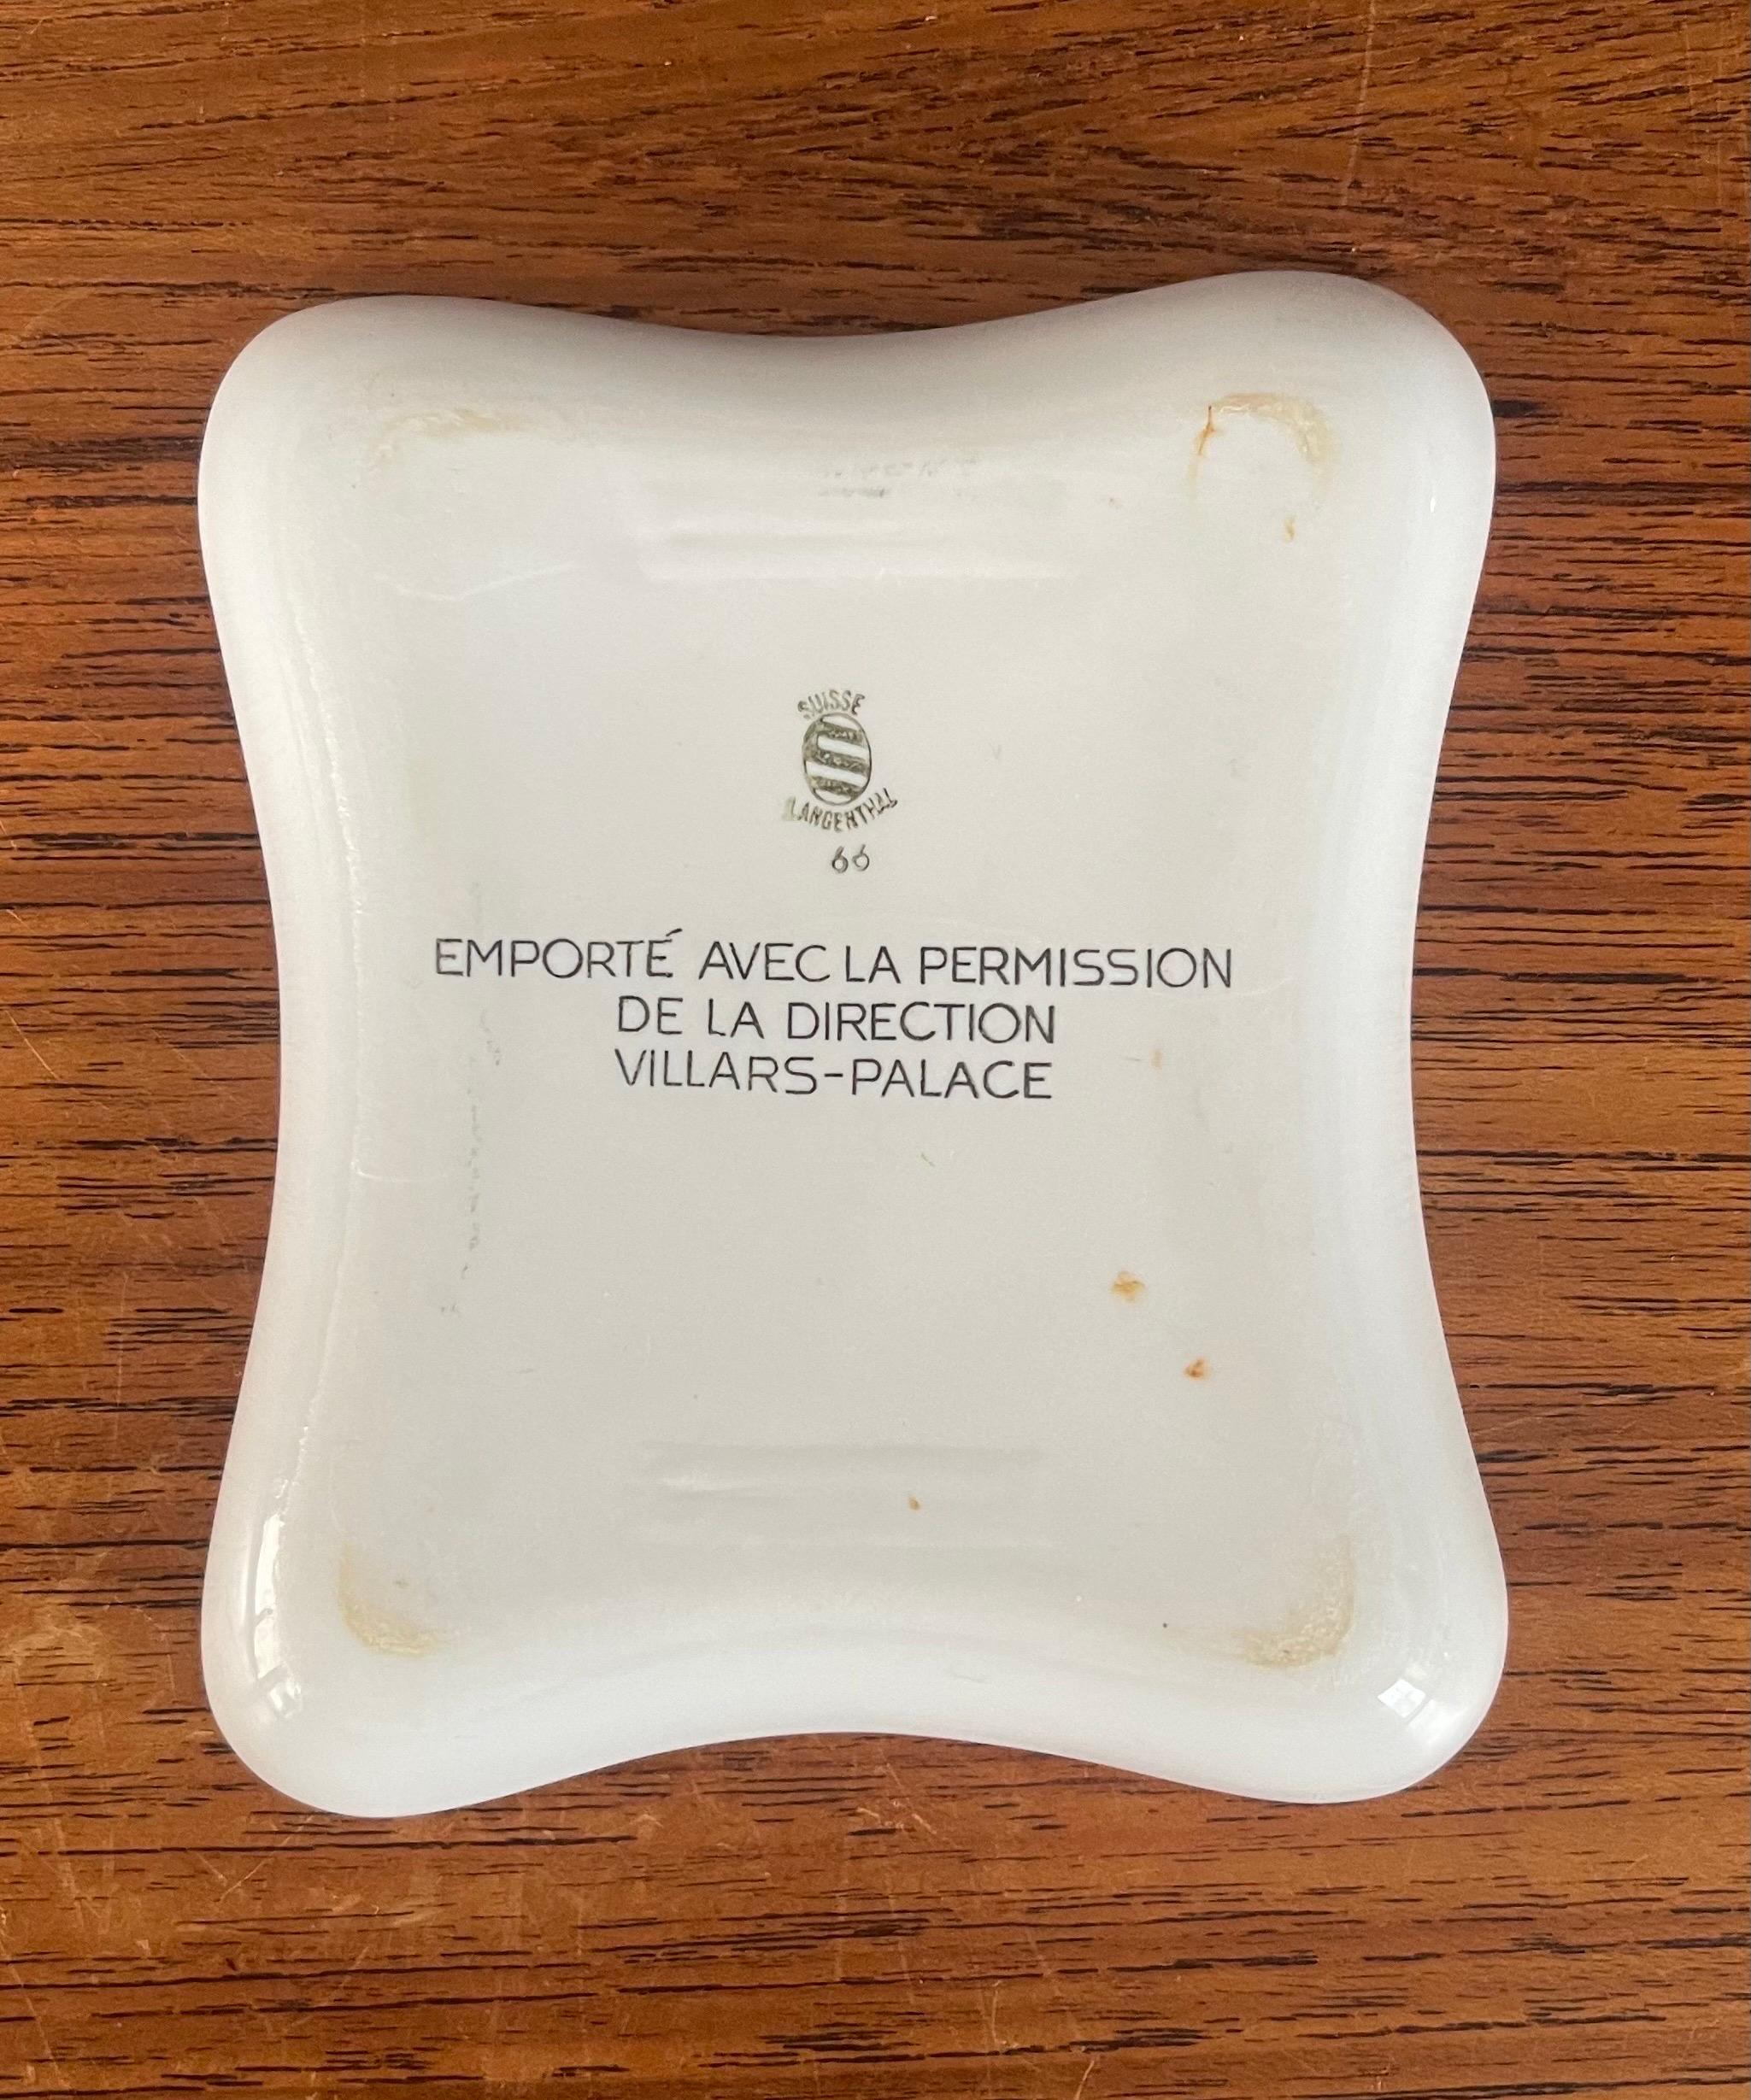 SUISSE
LANGENTHAL
66
EMPORTÉ AVEC LA PERMISSION
DE LA DIRECTION
VILLARS-PALACE